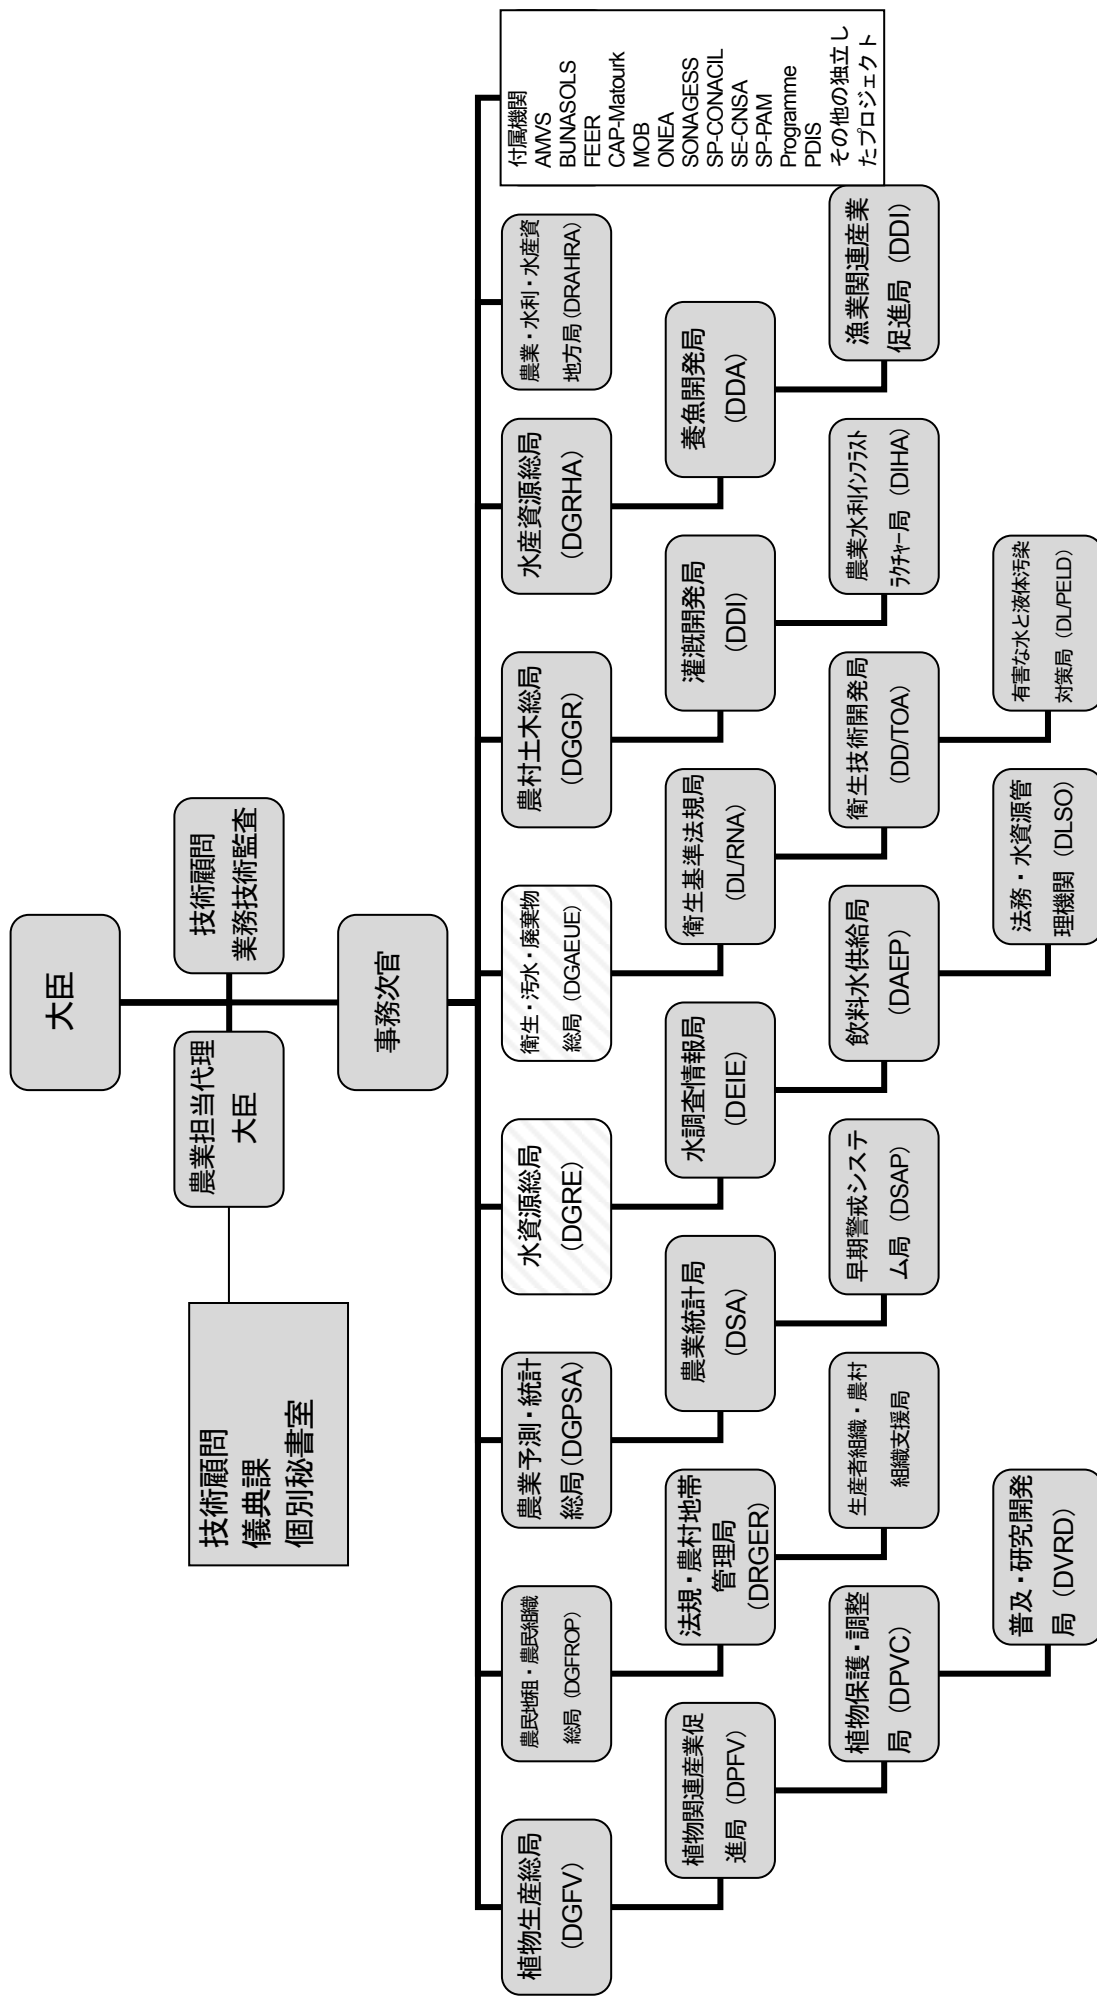 大臣
農業担当代理
大臣
技術顧問
業務技術監査
技術顧問
儀典課
個別秘書室
事務次官
植物生産総局
（DGFV）
農民地租・農民組織
総局（DGFROP）
農業予測・統計
総局（DGPSA）
水資源総局
（DGRE）
衛生・汚水・廃棄物
総局（DGAEUE）
農村土木総局
（DGGR）
水産資源総局
（DGRHA）
農業・水利・水産資
地方局（DRAHRA）
付属機関
AMVS
BUNASOLS
FEER
CAP-Matourk
MOB
ONEA
SONAGESS
SP-CONACIL
SE-CNSA
SP-PAM
Programme
PDIS
その他の独立し
たプロジェクト
植物関連産業促
進局（DPFV）
法規・農村地帯
管理局
（DRGER）
農業統計局
（DSA）
水調査情報局
（DEIE）
衛生基準法規局
（DL/RNA）
灌漑開発局
（DDI）
養魚開発局
（DDA）
植物保護・調整
局（DPVC）
生産者組織・農村
組織支援局
早期警戒システ
ム局（DSAP）
飲料水供給局
（DAEP）
衛生技術開発局
（DD/TOA）
農業水利インフラスト
ラクチャー局（DIHA）
漁業関連産業
促進局（DDI）
普及・研究開発
局（DVRD）
法務・水資源管
理機関（DLSO）
有害な水と液体汚染
対策局（DL/PELD）